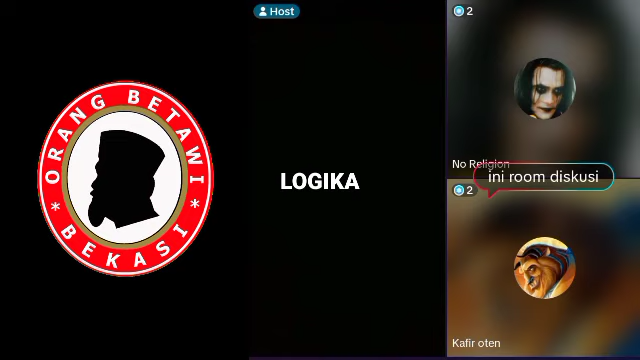 ORANG BETAWI
* BEKASI *
Host
LOGIKA
2
No Religion
ini room diskusi
2
Kafir oten